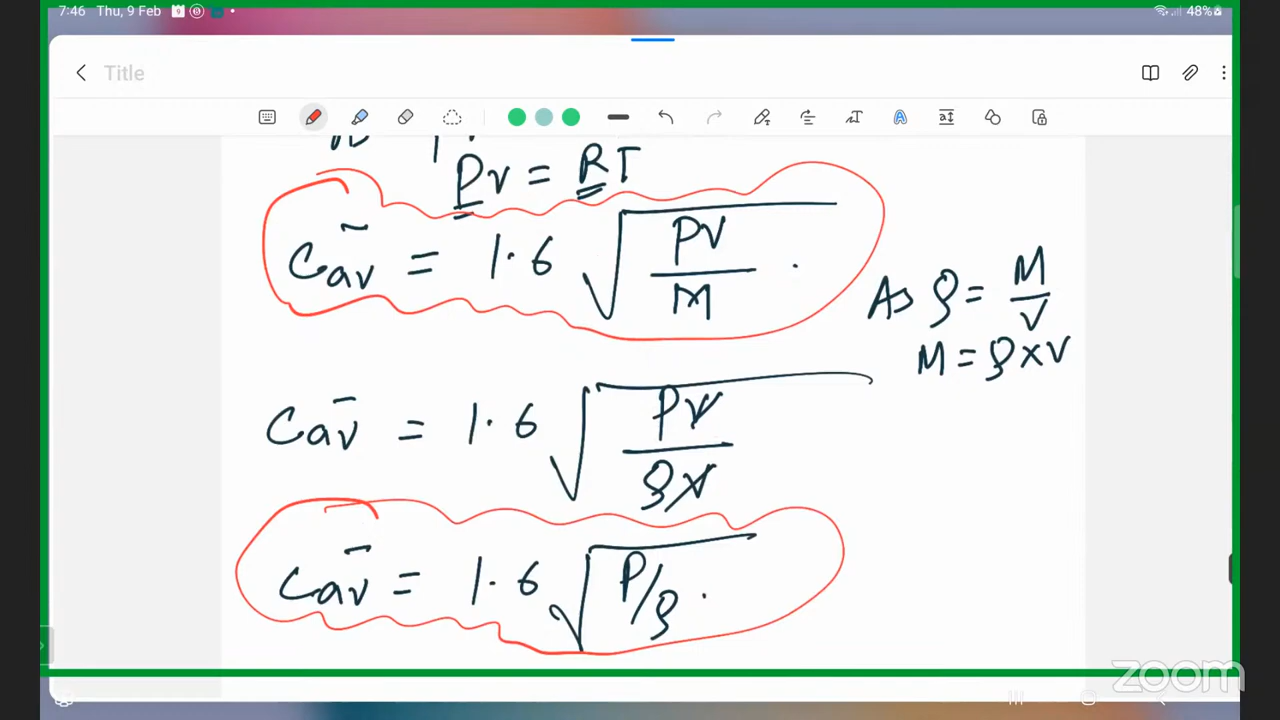 7:46 Thu, 9 Feb
48%
Title
PV = RT
Cav = 1.6 √PV/M .
As ρ = M/V
M = ρ x V
Cav = 1.6 √PV/ρV
Cav = 1.6 √P/ρ .
zoom